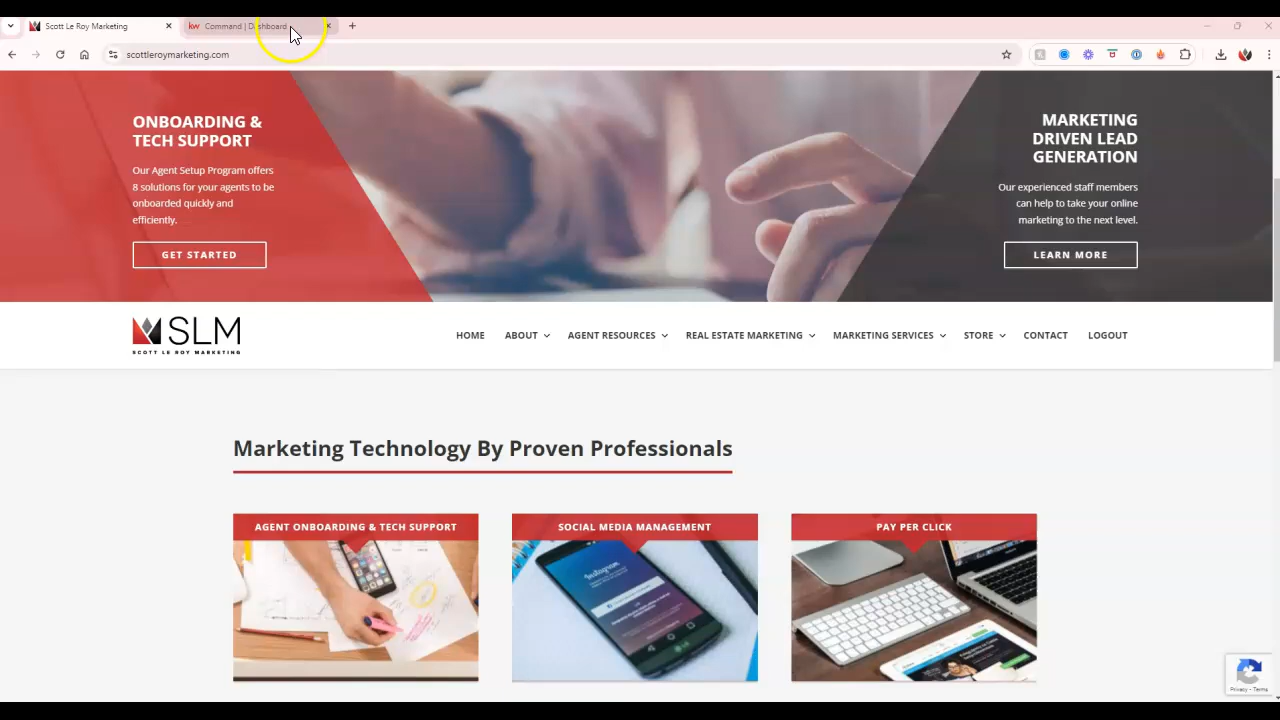 Scott Le Roy Marketing
kw Command | Dashboard
scottleroymarketing.com
ONBOARDING &
TECH SUPPORT
Our Agent Setup Program offers
8 solutions for your agents to be
onboarded quickly and
efficiently.
GET STARTED
MARKETING
DRIVEN LEAD
GENERATION
Our experienced staff members
can help to take your online
marketing to the next level.
LEARN MORE
SLM
SCOTT LE ROY MARKETING
HOME ABOUT AGENT RESOURCES REAL ESTATE MARKETING MARKETING SERVICES STORE CONTACT LOGOUT
Marketing Technology By Proven Professionals
AGENT ONBOARDING & TECH SUPPORT
SOCIAL MEDIA MANAGEMENT
PAY PER CLICK
Instagram
Privacy - Terms